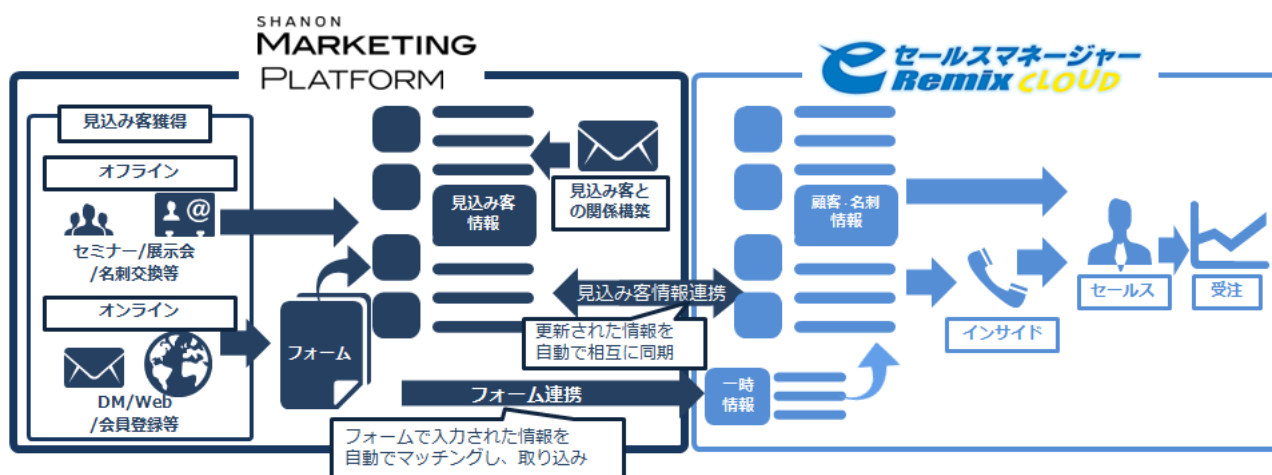 SHANON
MARKETING
PLATFORM
見込み客獲得
オフライン
@
セミナー/展示会
/名刺交換等
オンライン
DM/Web
/会員登録等
フォーム
見込み客
情報
見込み客と
の関係構築
見込み客情報連携
更新された情報を
自動で相互に同期
フォーム連携
フォームで入力された情報を
自動でマッチングし、取り込み
eセールスマネージャー
Remix CLOUD
顧客・名刺
情報
一時
情報
インサイド
セールス
受注